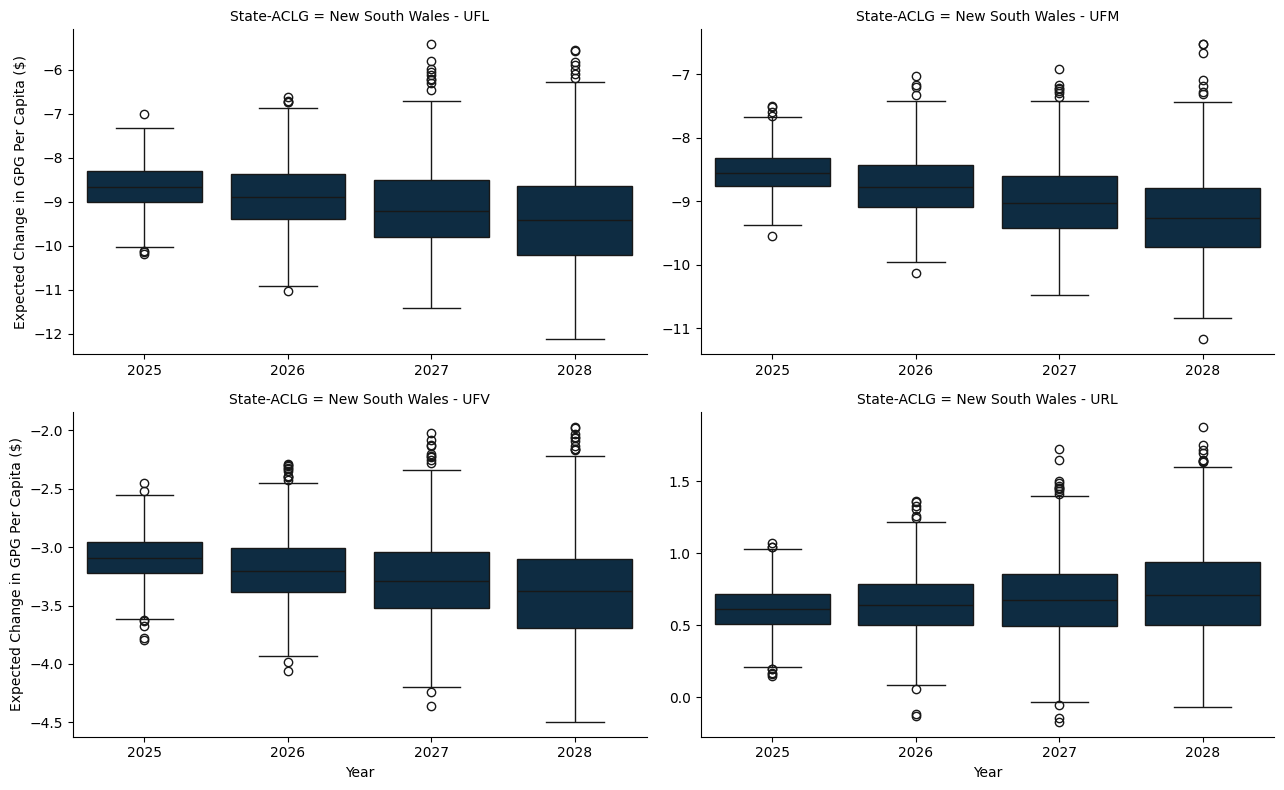 State-ACLG = New South Wales - UFL
Expected Change in GPG Per Capita ($)
−6
−7
−8
−9
−10
−11
−12
2025 2026 2027 2028
State-ACLG = New South Wales - UFM
−7
−8
−9
−10
−11
2025 2026 2027 2028
State-ACLG = New South Wales - UFV
Expected Change in GPG Per Capita ($)
−2.0
−2.5
−3.0
−3.5
−4.0
−4.5
2025 2026 2027 2028
Year
State-ACLG = New South Wales - URL
1.5
1.0
0.5
0.0
2025 2026 2027 2028
Year